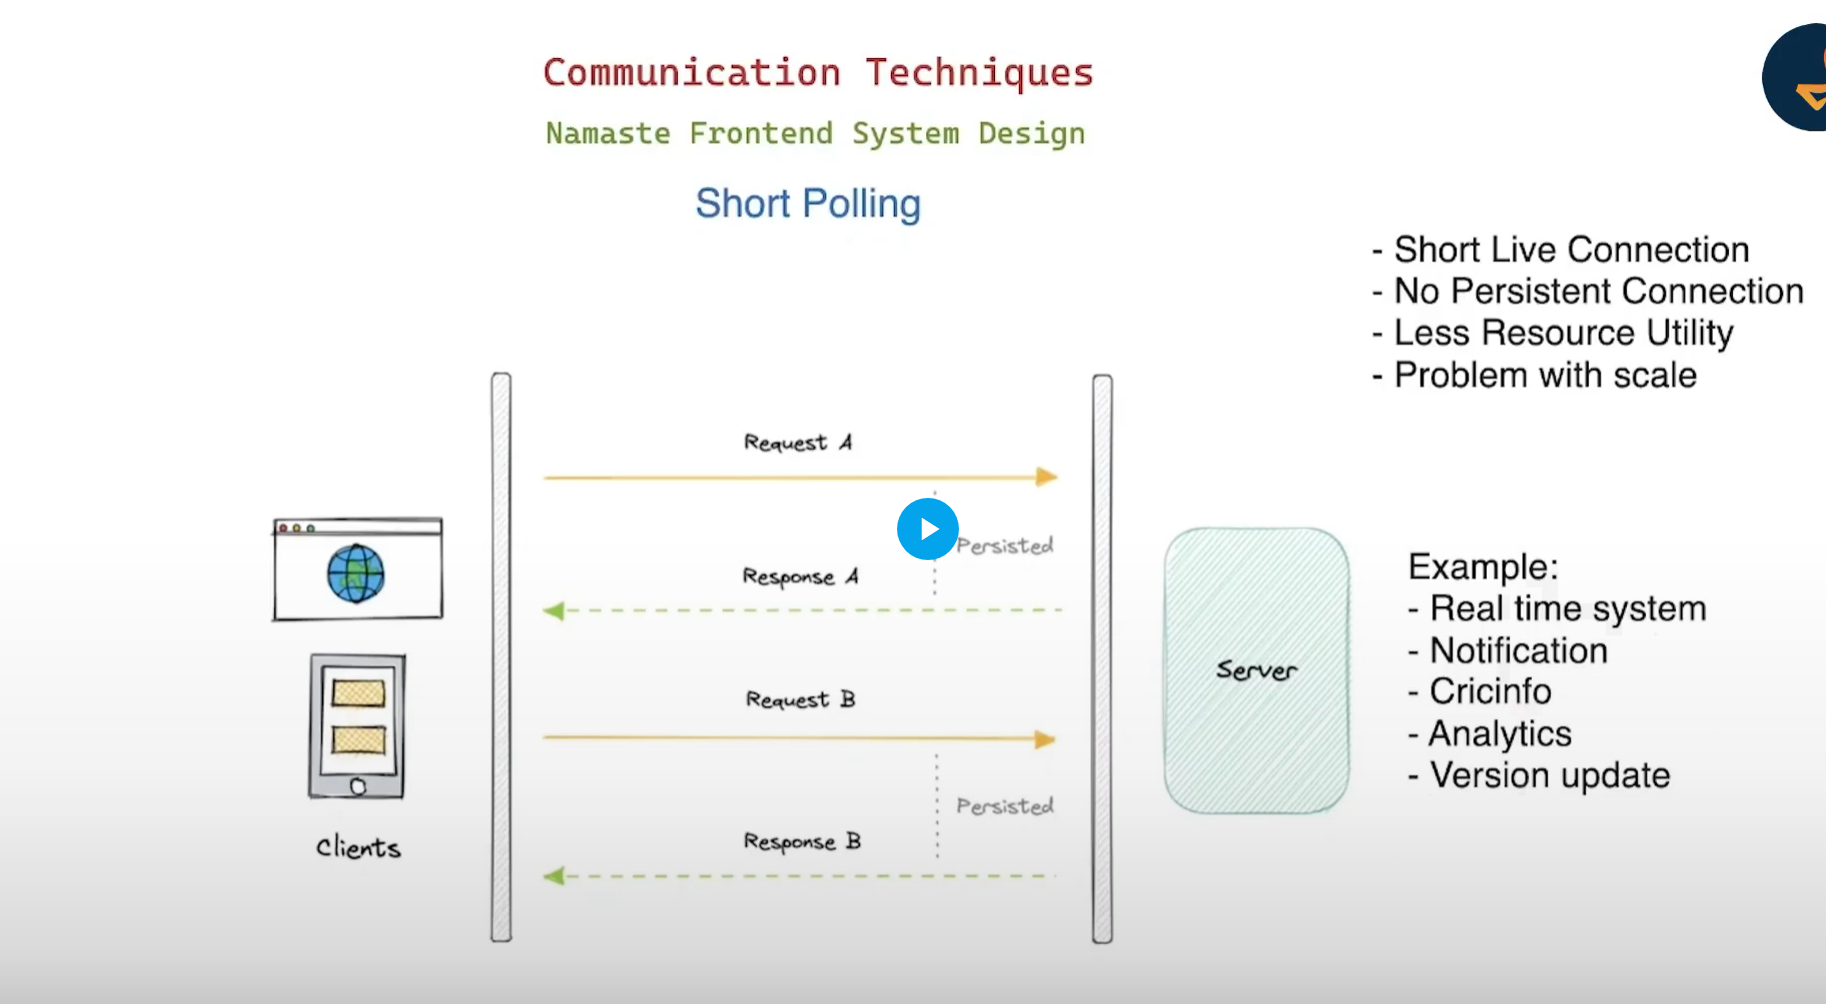 Communication Techniques
Namaste Frontend System Design
Short Polling
- Short Live Connection
- No Persistent Connection
- Less Resource Utility
- Problem with scale
Request A
Persisted
Response A
Request B
Persisted
Response B
Clients
Server
Example:
- Real time system
- Notification
- Cricinfo
- Analytics
- Version update